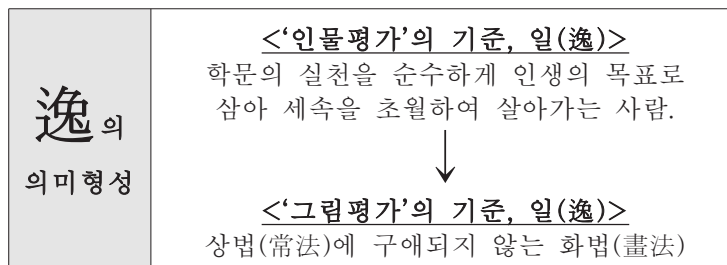 逸의
의미형성
<‘인물평가’의 기준, 일(逸)>
학문의 실천을 순수하게 인생의 목표로
삼아 세속을 초월하여 살아가는 사람.
<‘그림평가’의 기준, 일(逸)>
상법(常法)에 구애되지 않는 화법(畫法)